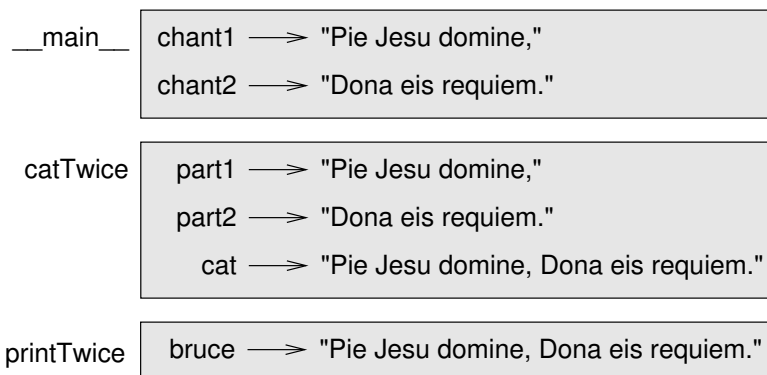 __main__ chant1 "Pie Jesu domine,"
chant2 "Dona eis requiem."
catTwice part1 "Pie Jesu domine,"
part2 "Dona eis requiem."
cat "Pie Jesu domine, Dona eis requiem."
printTwice bruce "Pie Jesu domine, Dona eis requiem."